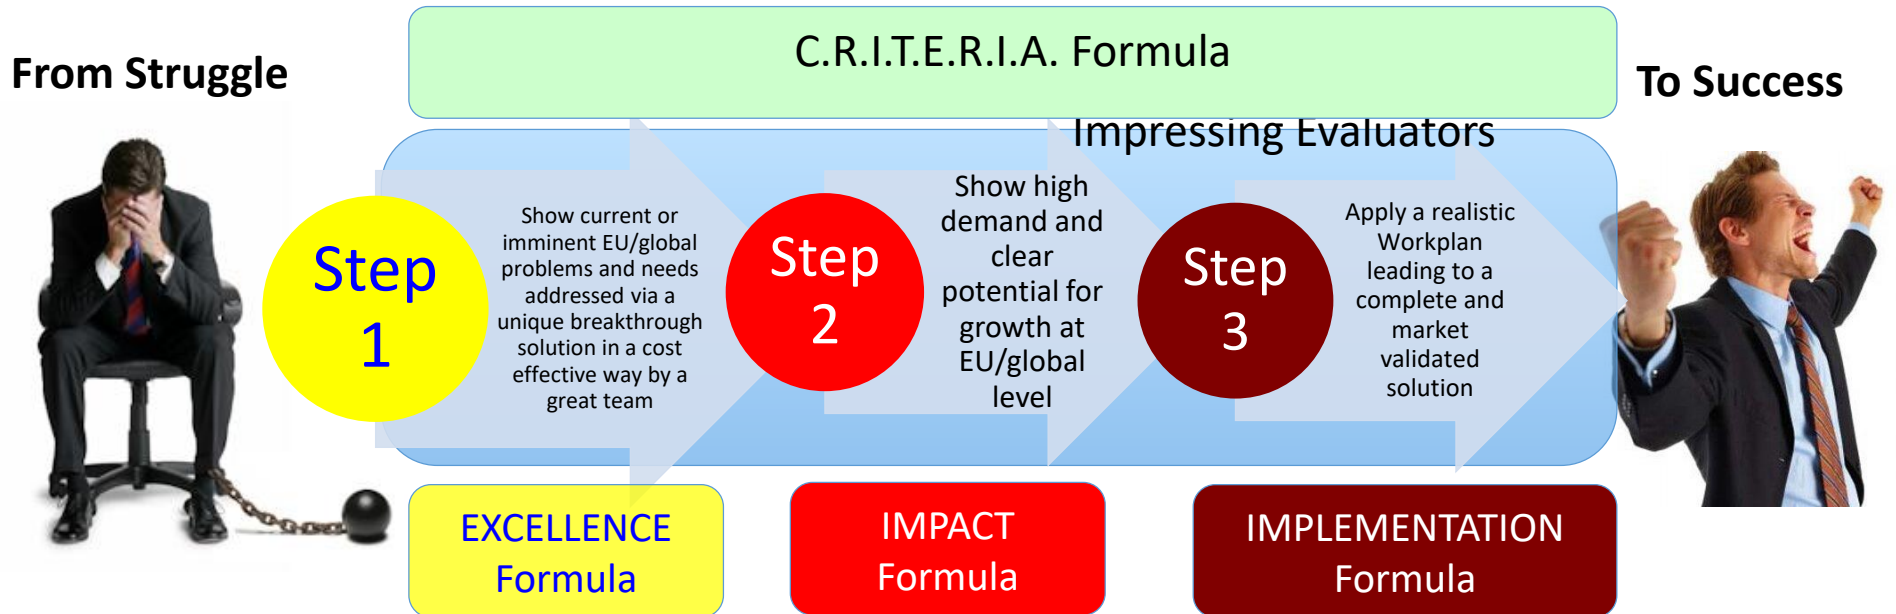 C.R.I.T.E.R.I.A. Formula
From Struggle
To Success
Impressing Evaluators
Step
1
Show current or
imminent EU/global
problems and needs
addressed via a
unique breakthrough
solution in a cost
effective way by a
great team
Step
2
Show high
demand and
clear
potential for
growth at
EU/global
level
Step
3
Apply a realistic
Workplan
leading to a
complete and
market
validated
solution
EXCELLENCE
Formula
IMPACT
Formula
IMPLEMENTATION
Formula